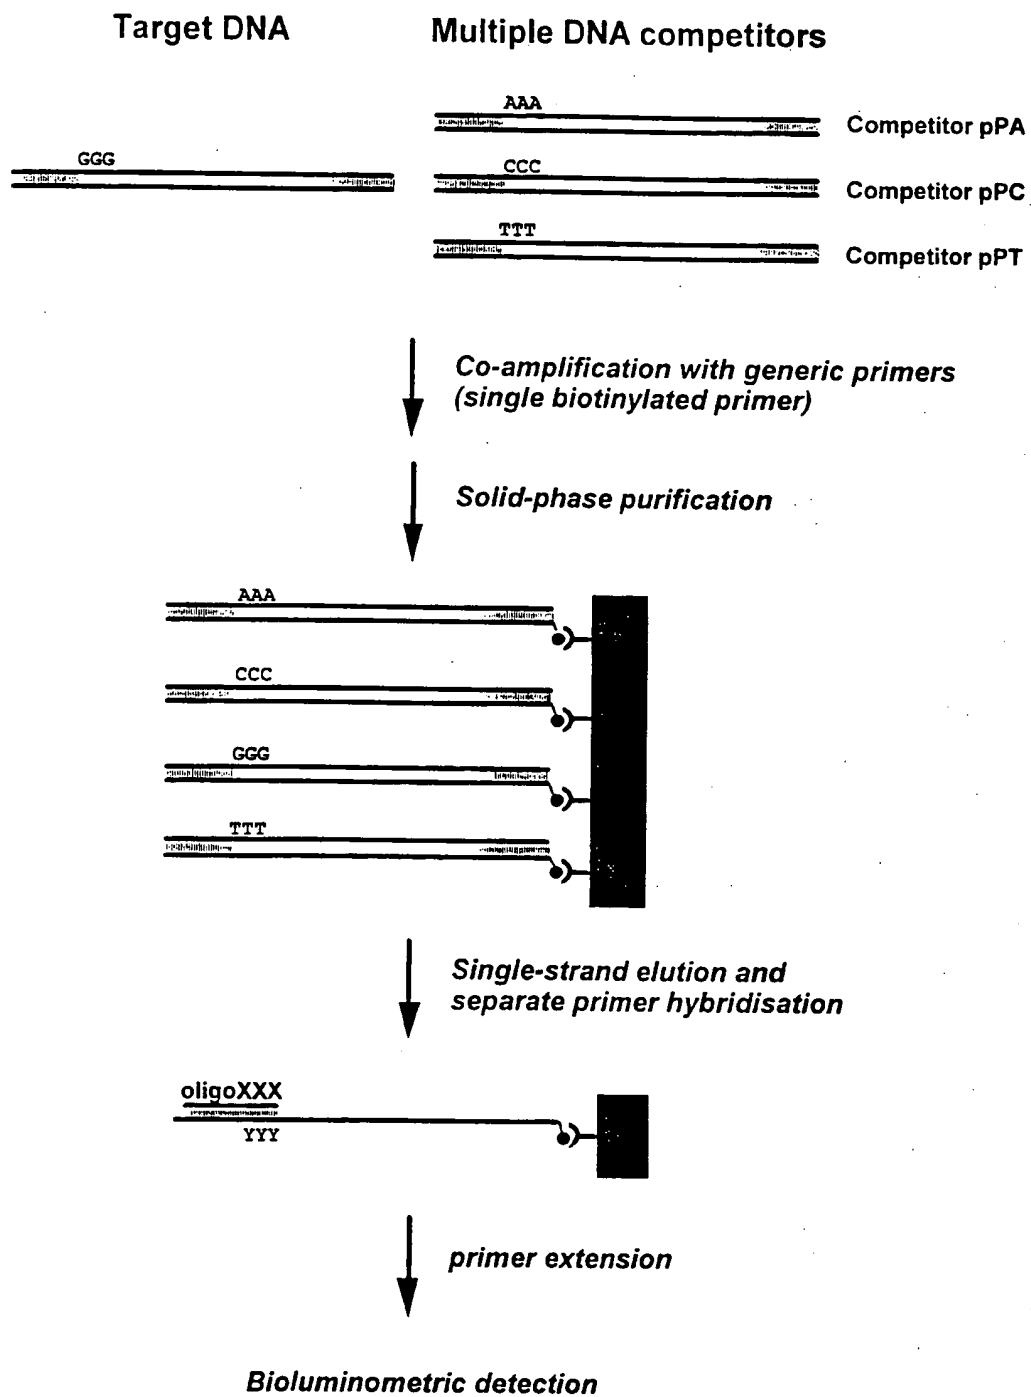 Target DNA
Multiple DNA competitors
AAA
Competitor pPA
GGG
CCC
Competitor pPC
TTT
Competitor pPT
Co-amplification with generic primers
(single biotinylated primer)
Solid-phase purification
AAA
CCC
GGG
TTT
Single-strand elution and
separate primer hybridisation
oligoXXX
YYY
primer extension
Bioluminometric detection